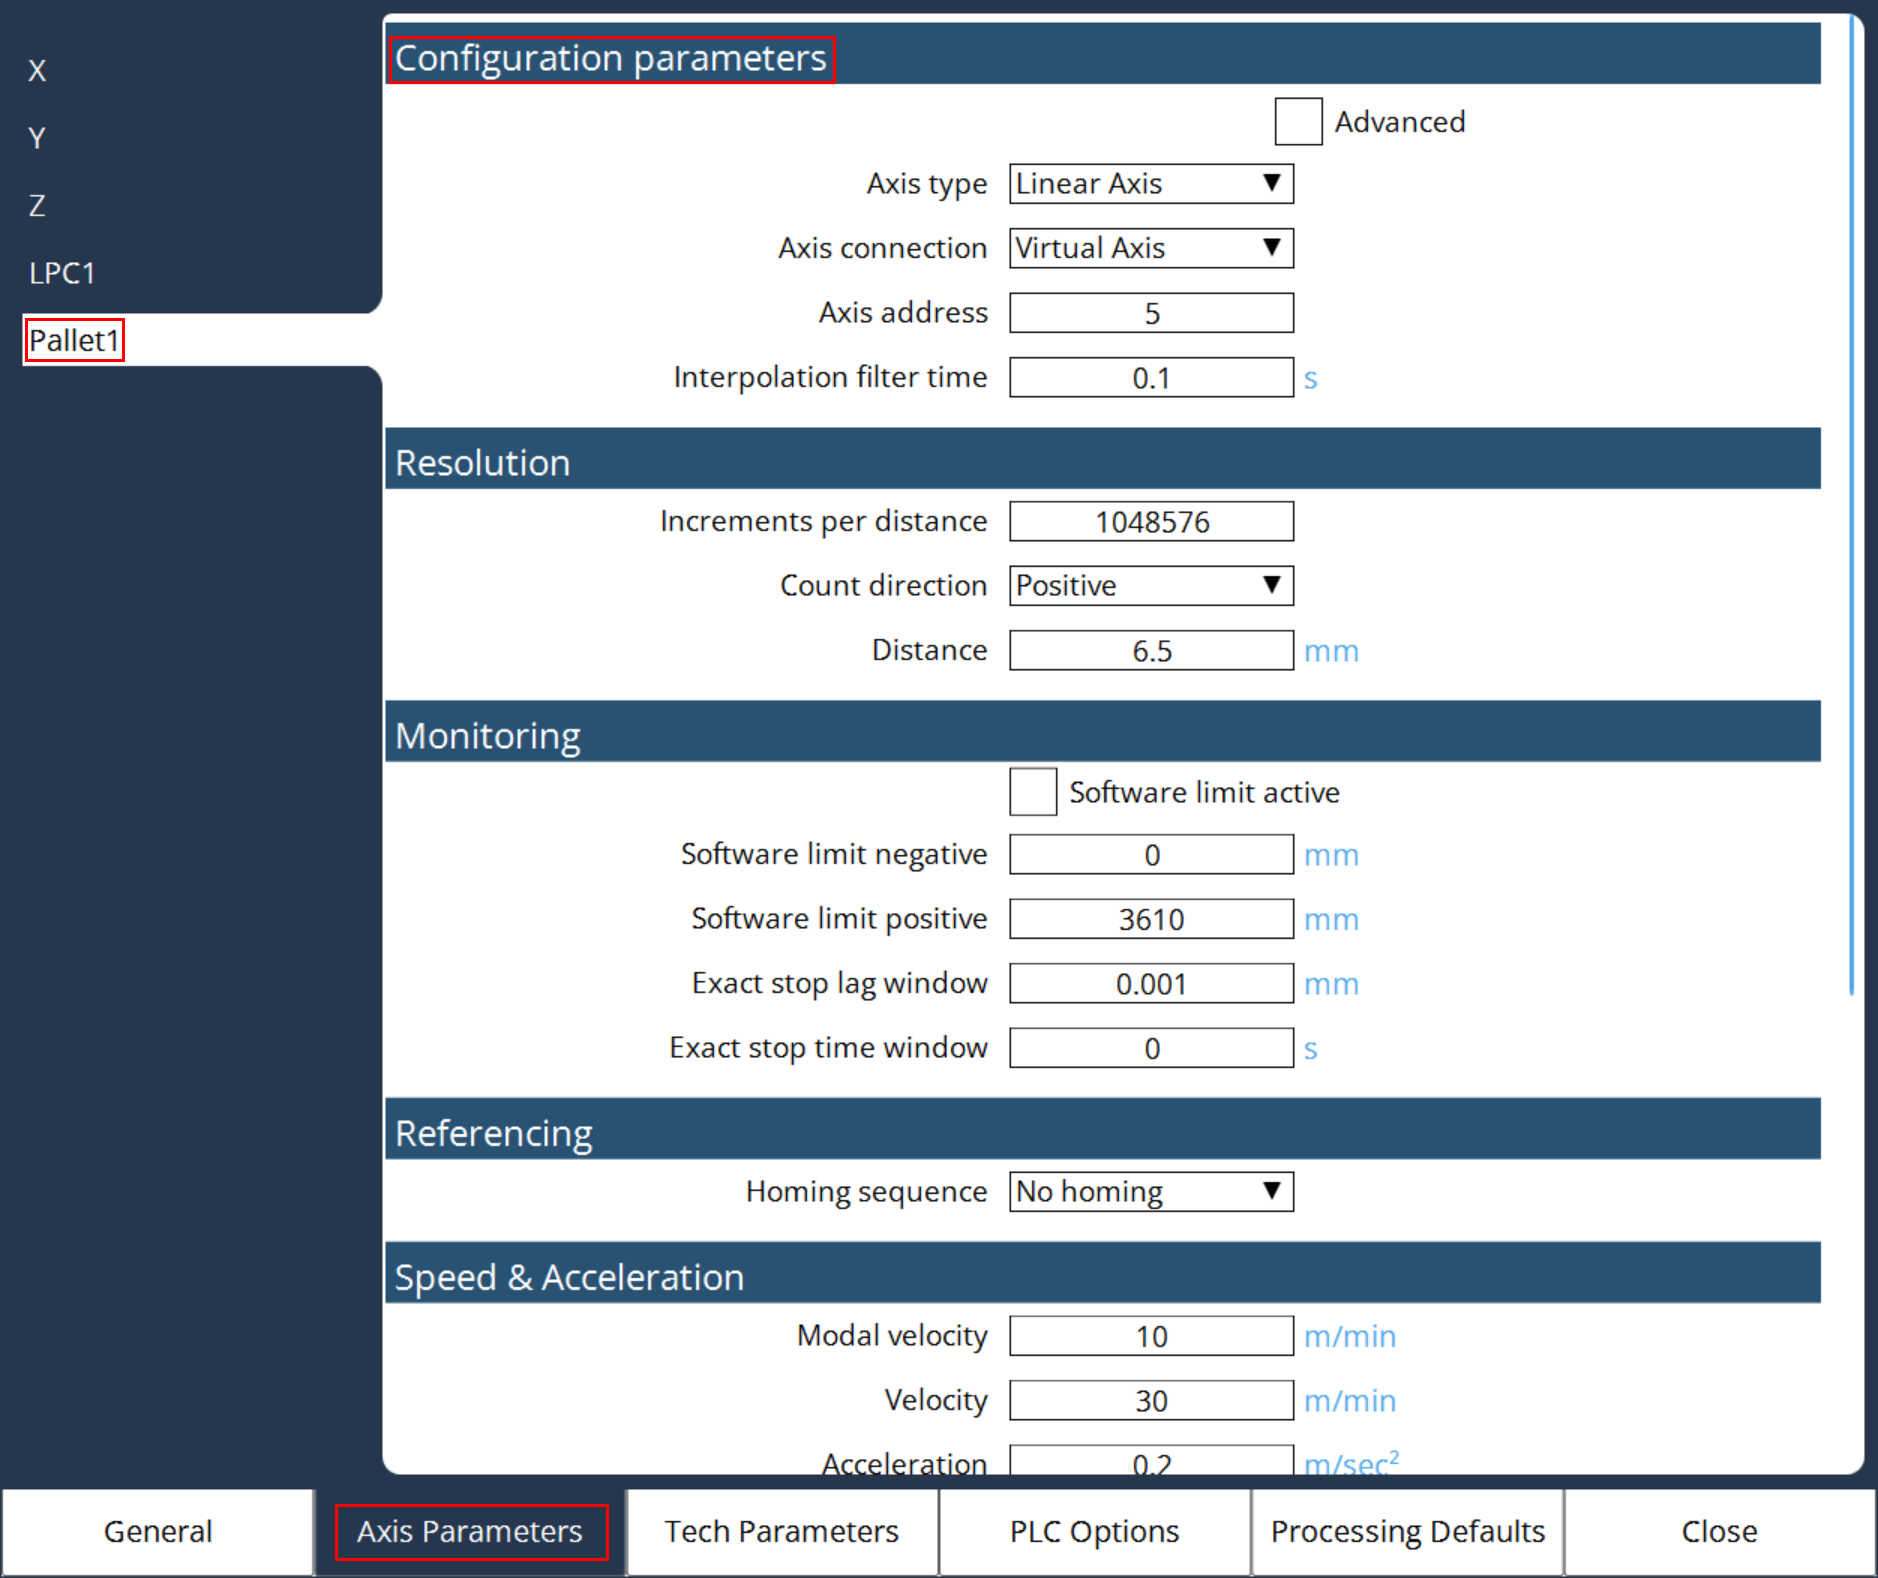 X
Y
Z
LPC1
Pallet1
Configuration parameters
Advanced
Axis type Linear Axis ▼
Axis connection Virtual Axis ▼
Axis address 5
Interpolation filter time 0.1 s
Resolution
Increments per distance 1048576
Count direction Positive ▼
Distance 6.5 mm
Monitoring
Software limit active
Software limit negative 0 mm
Software limit positive 3610 mm
Exact stop lag window 0.001 mm
Exact stop time window 0 s
Referencing
Homing sequence No homing ▼
Speed & Acceleration
Modal velocity 10 m/min
Velocity 30 m/min
Acceleration 0.2 m/sec²
General Axis Parameters Tech Parameters PLC Options Processing Defaults Close